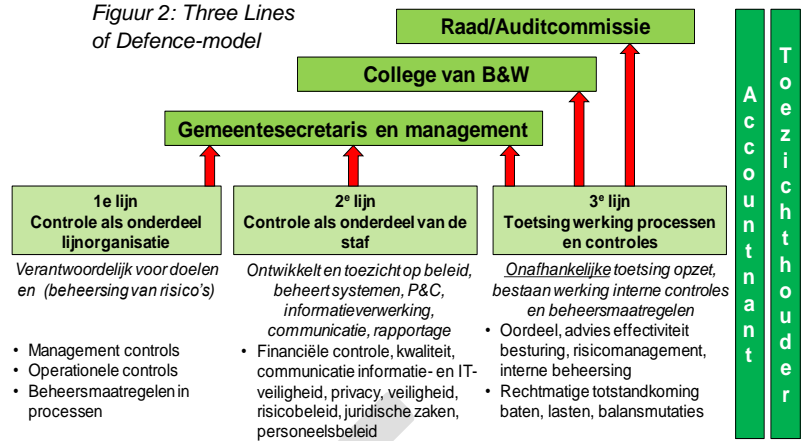 Figuur 2: Three Lines
of Defence-model
Raad/Auditcommissie
College van B&W
Gemeentesecretaris en management
1e lijn
Controle als onderdeel
lijnorganisatie
Verantwoordelijk voor doelen
en (beheersing van risico's)
• Management controls
• Operationele controls
• Beheersmaatregelen in
processen
2e lijn
Controle als onderdeel van de
staf
Ontwikkelt en toezicht op beleid,
beheert systemen, P&C,
informatieverwerking,
communicatie, rapportage
• Financiële controle, kwaliteit,
communicatie informatie- en IT-
veiligheid, privacy, veiligheid,
risicobeleid, juridische zaken,
personeelsbeleid
3e lijn
Toetsing werking processen
en controles
Onafhankelijke toetsing opzet,
bestaan werking interne controles
en beheersmaatregelen
• Oordeel, advies effectiviteit
besturing, risicomanagement,
interne beheersing
• Rechtmatige totstandkoming
baten, lasten, balansmutaties
Accountnant
Toezichthouder